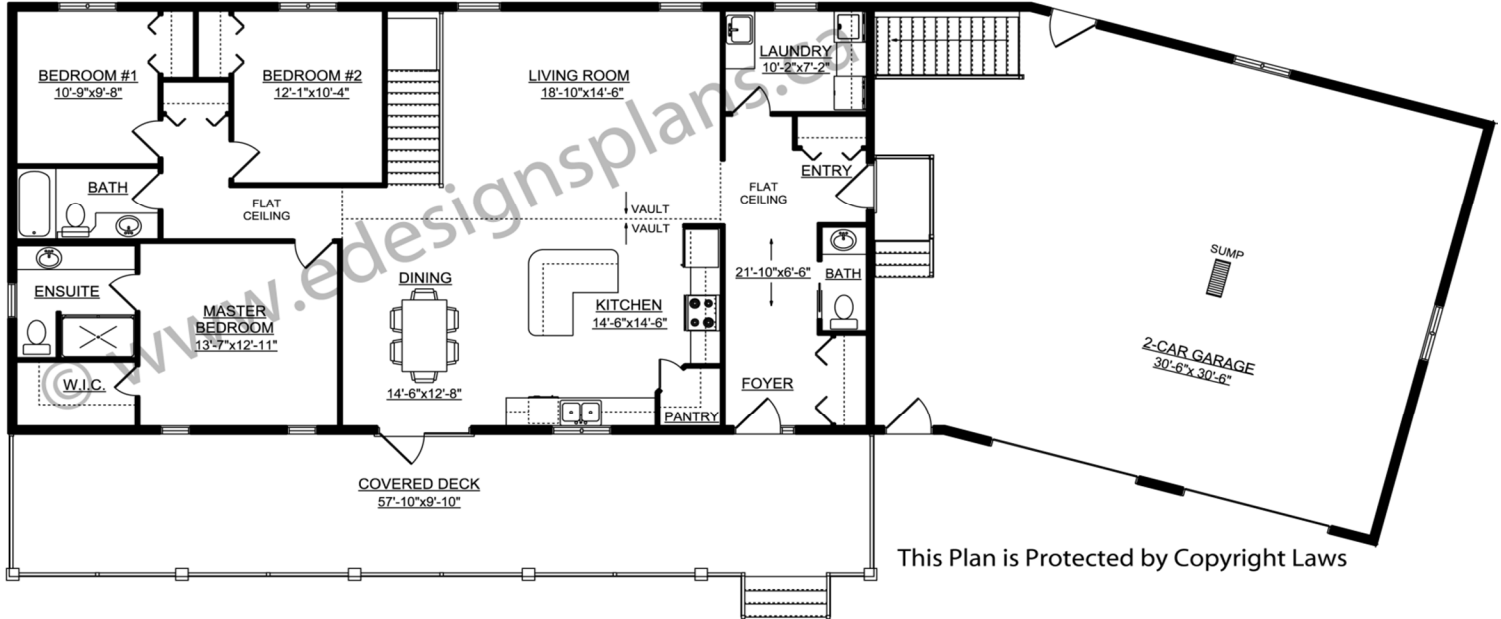 BEDROOM #1
10'-9"x9'-8"
BEDROOM #2
12'-1"x10'-4"
LIVING ROOM
18'-10"x14'-6"
LAUNDRY
10'-2"x7'-2"
ENTRY
BATH
FLAT
CEILING
VAULT
VAULT
FLAT
CEILING
21'-10"x6'-6"
BATH
SUMP
ENSUITE
MASTER
BEDROOM
13'-7"x12'-11"
DINING
14'-6"x12'-8"
KITCHEN
14'-6"x14'-6"
2-CAR GARAGE
30'-6"x 30'-6"
W.I.C.
FOYER
PANTRY
COVERED DECK
57'-10"x9'-10"
© www.edesignsplans.ca
This Plan is Protected by Copyright Laws